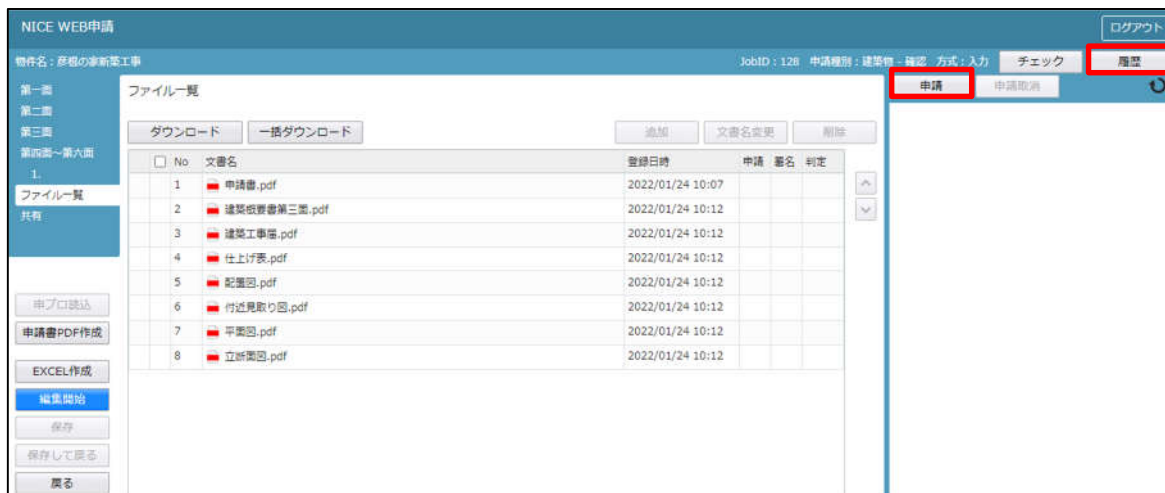 NICE WEB申請
ログアウト
物件名：彦根の家新築工事
JobID：128 申請種別：建築物 - 確認 方式：入力
チェック
履歴
第一面
第二面
第三面
第四面～第六面
1.
ファイル一覧
共有
ファイル一覧
申請
申請取消
ダウンロード
一括ダウンロード
追加
文書名変更
削除
No 文書名 登録日時 申請 署名 判定
1 申請書.pdf 2022/01/24 10:07
2 建築概要書第三面.pdf 2022/01/24 10:12
3 建築工事届.pdf 2022/01/24 10:12
4 仕上げ表.pdf 2022/01/24 10:12
5 配置図.pdf 2022/01/24 10:12
6 付近見取り図.pdf 2022/01/24 10:12
7 平面図.pdf 2022/01/24 10:12
8 立断面図.pdf 2022/01/24 10:12
申プロ読込
申請書PDF作成
EXCEL作成
編集開始
保存
保存して戻る
戻る